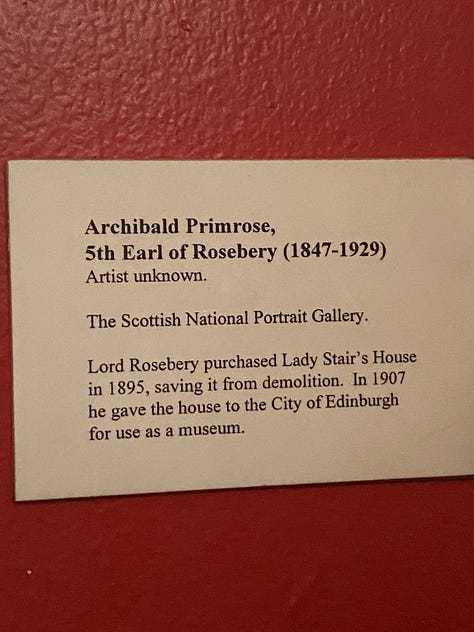 Archibald Primrose,
5th Earl of Rosebery (1847-1929)
Artist unknown.
The Scottish National Portrait Gallery.
Lord Rosebery purchased Lady Stair's House
in 1895, saving it from demolition. In 1907
he gave the house to the City of Edinburgh
for use as a museum.